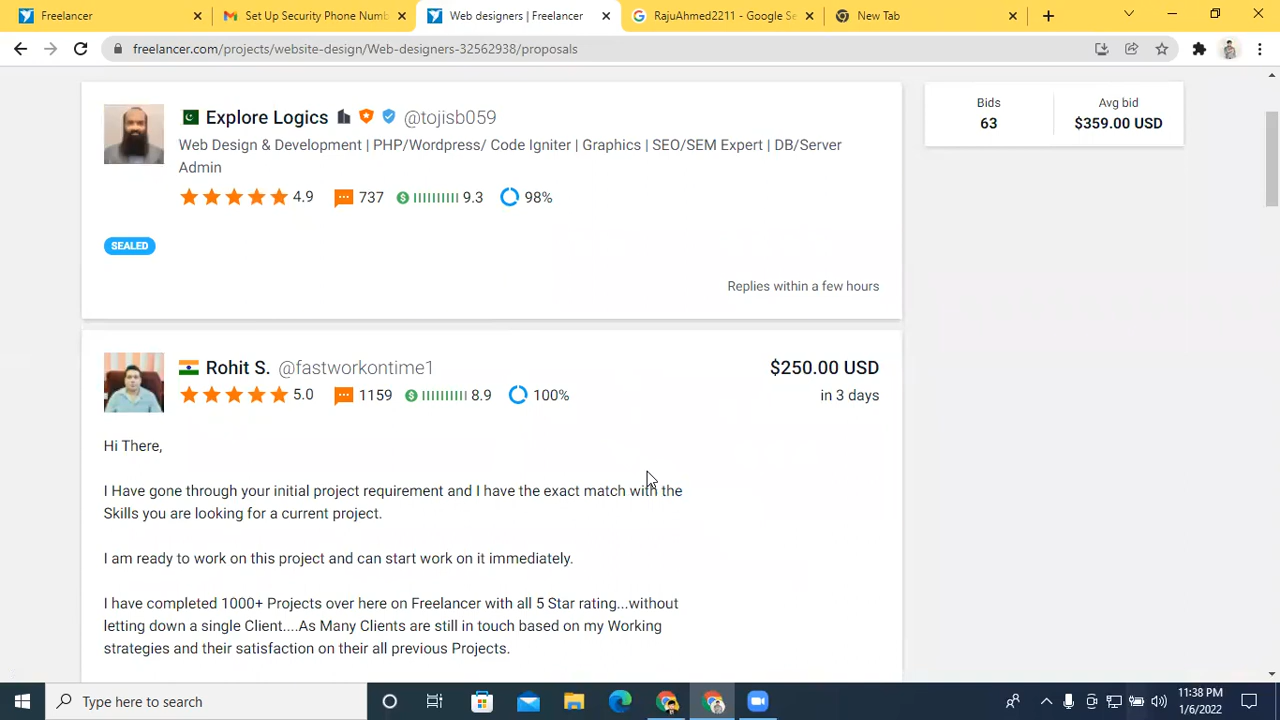 Freelancer
Set Up Security Phone Numb
Web designers | Freelancer
RajuAhmed2211 - Google Se
New Tab
freelancer.com/projects/website-design/Web-designers-32562938/proposals
Explore Logics @tojisb059
Web Design & Development | PHP/Wordpress/ Code Igniter | Graphics | SEO/SEM Expert | DB/Server
Admin
4.9 737 9.3 98%
SEALED
Replies within a few hours
Bids
63
Avg bid
$359.00 USD
Rohit S. @fastworkontime1
$250.00 USD
5.0 1159 8.9 100%
in 3 days
Hi There,
I Have gone through your initial project requirement and I have the exact match with the
Skills you are looking for a current project.
I am ready to work on this project and can start work on it immediately.
I have completed 1000+ Projects over here on Freelancer with all 5 Star rating...without
letting down a single Client....As Many Clients are still in touch based on my Working
strategies and their satisfaction on their all previous Projects.
Type here to search
11:38 PM
1/6/2022